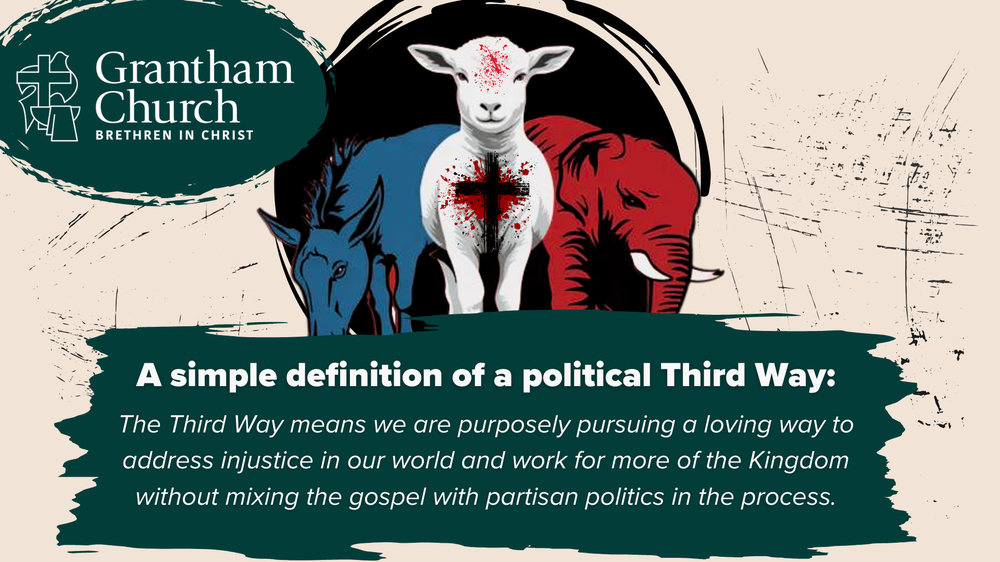 Grantham
Church
BRETHREN IN CHRIST
A simple definition of a political Third Way:
The Third Way means we are purposely pursuing a loving way to
address injustice in our world and work for more of the Kingdom
without mixing the gospel with partisan politics in the process.